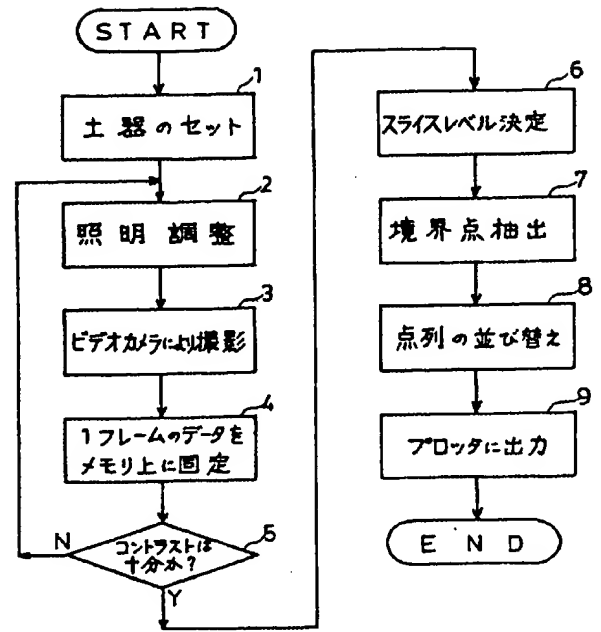 START
1
土器のセット
2
照明調整
3
ビデオカメラにより撮影
4
1フレームのデータを
メモリ上に固定
5
コントラストは
十分か?
N
Y
6
スライスレベル決定
7
境界点抽出
8
点列の並び替え
9
プロッタに出力
END